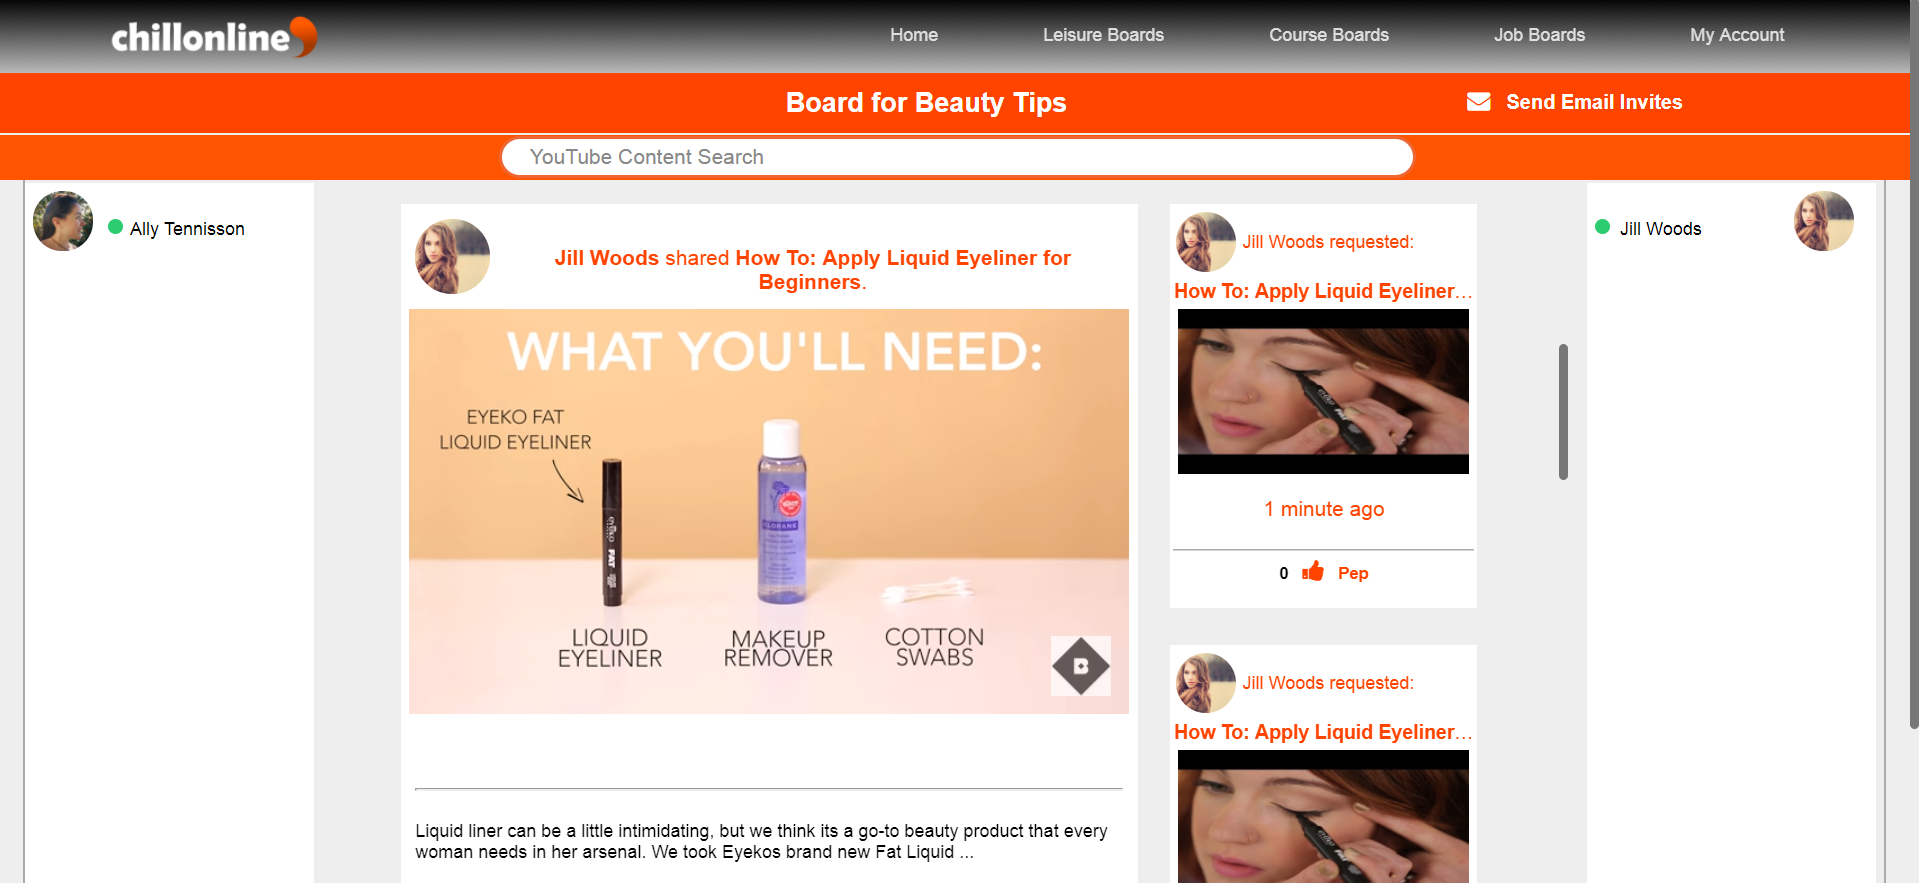 chillonline
Home
Leisure Boards
Course Boards
Job Boards
My Account
Board for Beauty Tips
Send Email Invites
YouTube Content Search
Ally Tennisson
Jill Woods shared How To: Apply Liquid Eyeliner for
Beginners.
WHAT YOU'LL NEED:
EYEKO FAT
LIQUID EYELINER
eyeko FAT
KLORANE
LIQUID
EYELINER
MAKEUP
REMOVER
COTTON
SWABS
B
Liquid liner can be a little intimidating, but we think its a go-to beauty product that every
woman needs in her arsenal. We took Eyekos brand new Fat Liquid ...
Jill Woods requested:
How To: Apply Liquid Eyeliner...
1 minute ago
0 Pep
Jill Woods requested:
How To: Apply Liquid Eyeliner...
Jill Woods